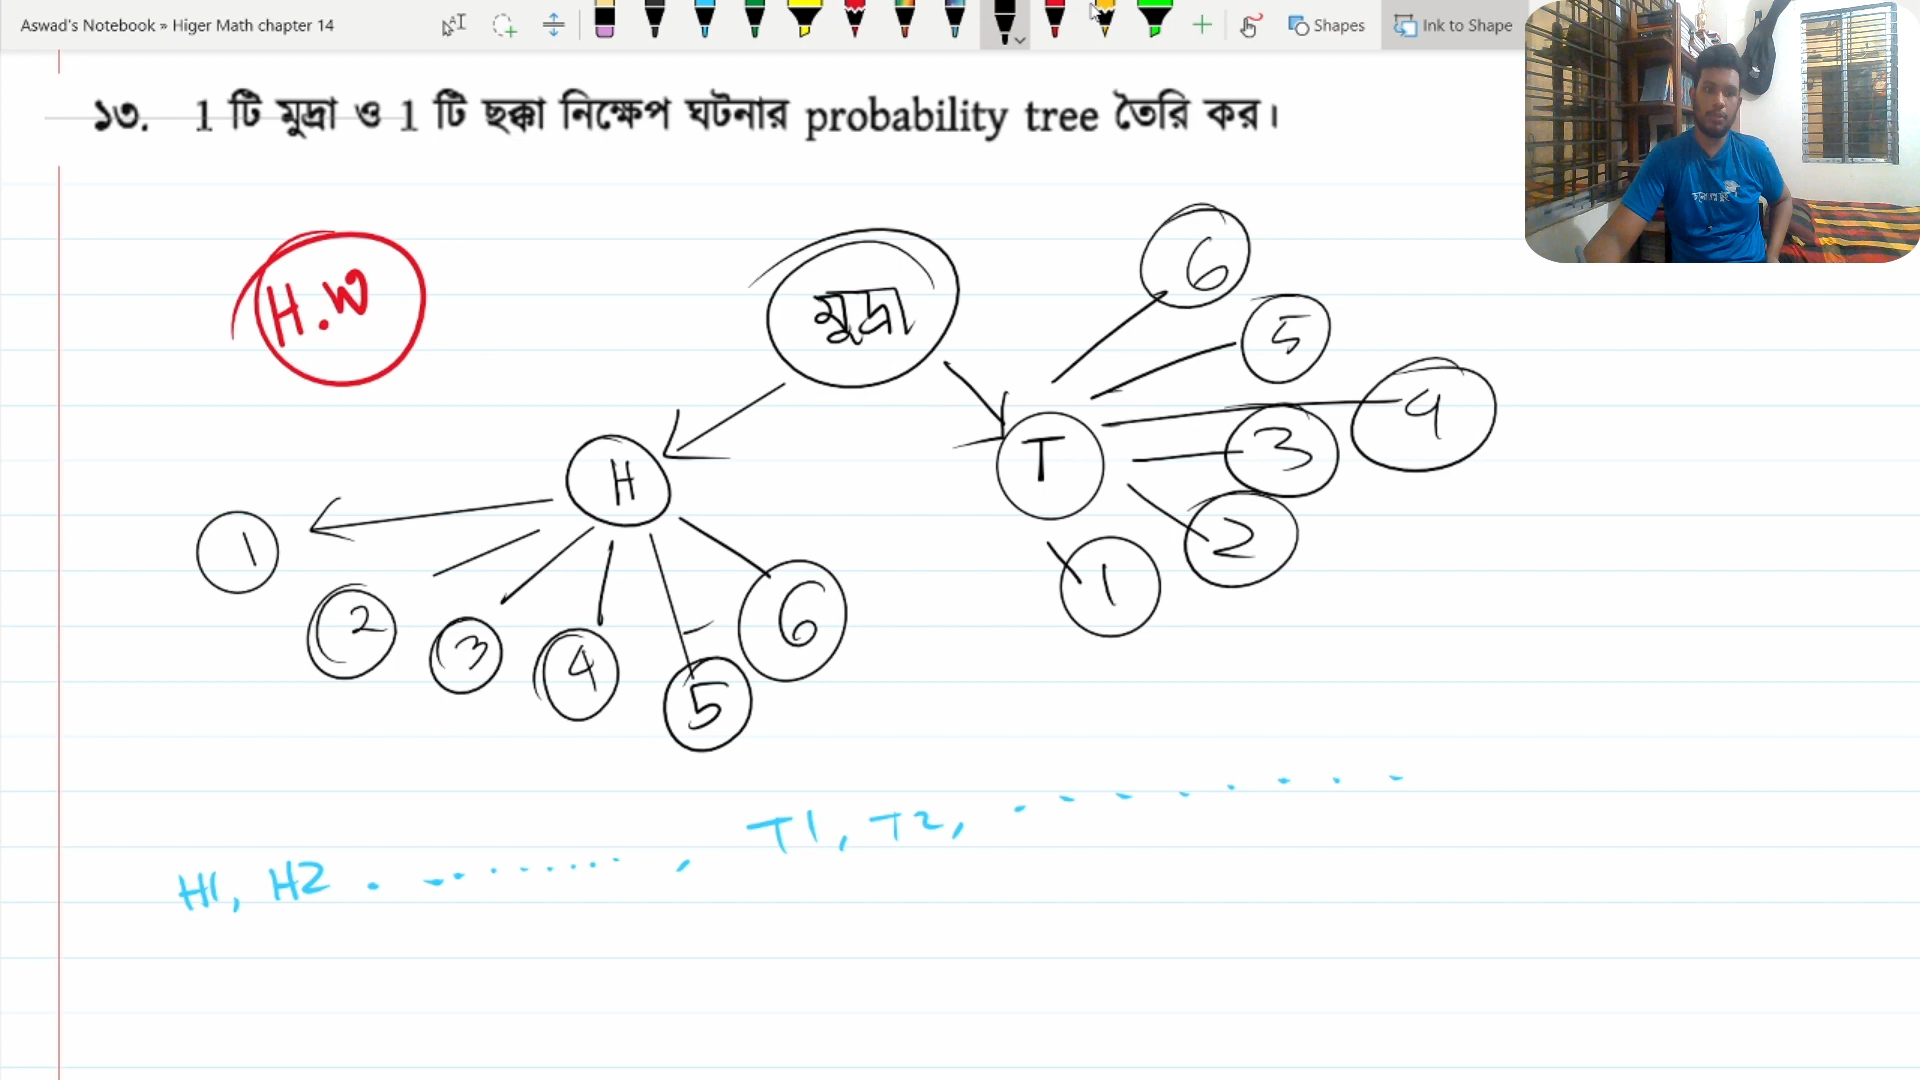 Aswad's Notebook » Higer Math chapter 14
Shapes
Ink to Shape
১৩. 1 টি মুদ্রা ও 1 টি ছক্কা নিক্ষেপ ঘটনার probability tree তৈরি কর।
H.W
মুদ্রা
6
5
4
3
T
2
1
H
1
2
3
4
5
6
T1, T2, . - - - - - - -
H1, H2 . - . . . . . . . ,